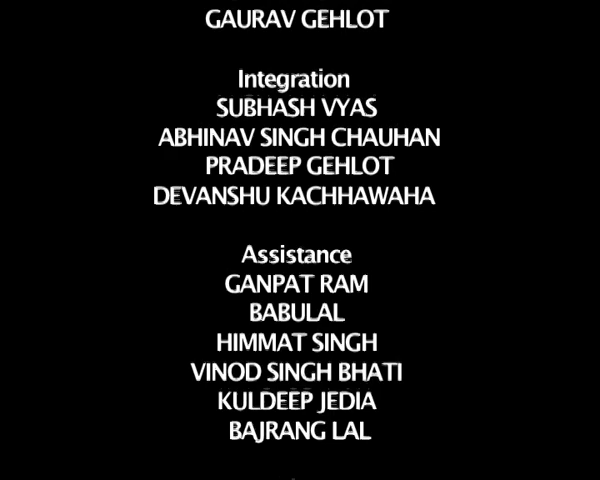 GAURAV GEHLOT
Integration
SUBHASH VYAS
ABHINAV SINGH CHAUHAN
PRADEEP GEHLOT
DEVANSHU KACHHAWAHA
Assistance
GANPAT RAM
BABULAL
HIMMAT SINGH
VINOD SINGH BHATI
KULDEEP JEDIA
BAJRANG LAL